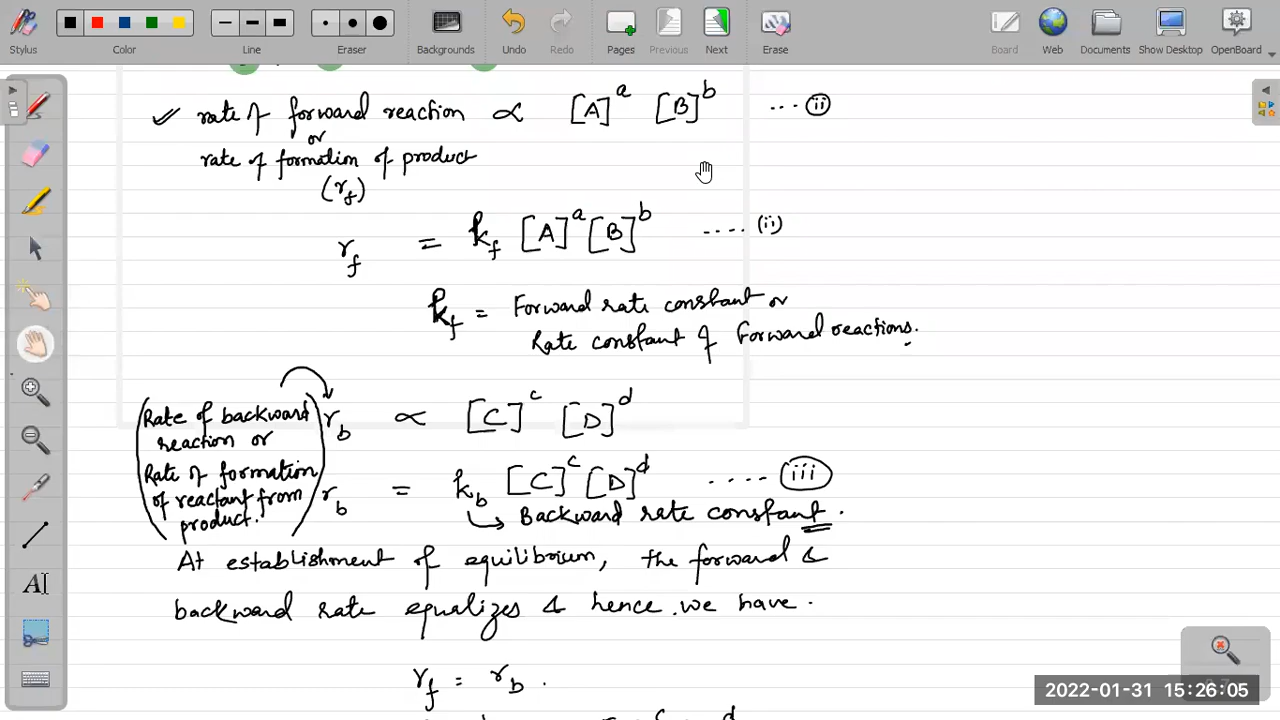 Stylus Color Line Eraser Backgrounds Undo Redo Pages Previous Next Erase Board Web Documents Show Desktop OpenBoard
✓ rate of forward reaction ∝ [A]^a [B]^b ... (ii)
or
rate of formation of product
(r_f)
r_f = k_f [A]^a [B]^b .... (ii)
k_f = Forward rate constant or
Rate constant of Forward reactions.
(Rate of backward reaction or Rate of formation of reactant from product.) r_b ∝ [C]^c [D]^d
r_b = k_b [C]^c [D]^d .... (iii)
↳ Backward rate constant.
At establishment of equilibrium, the forward &
backward rate equalizes & hence we have.
r_f = r_b.
2022-01-31 15:26:05